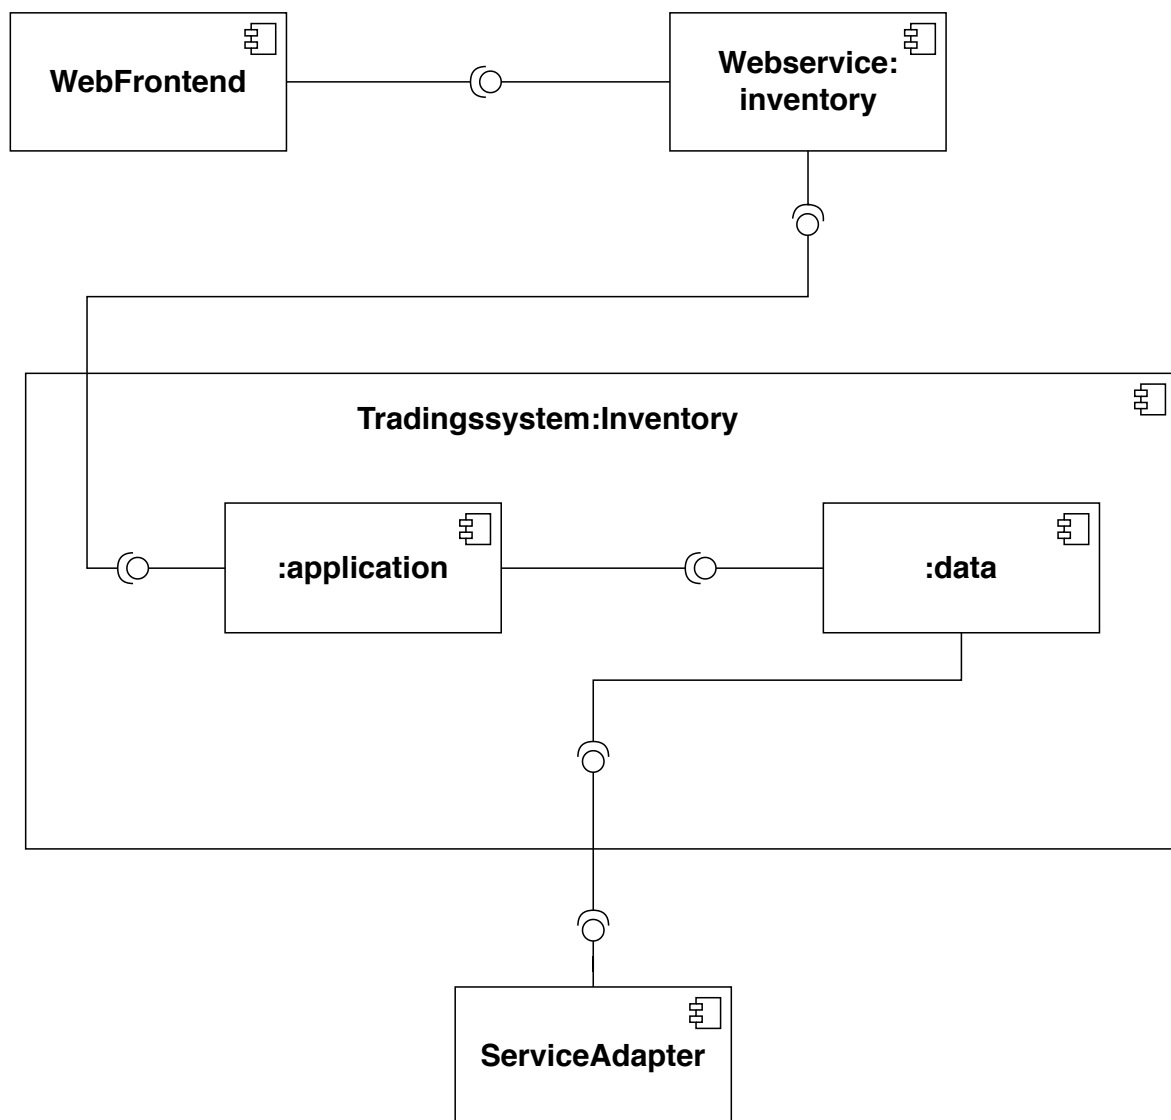 WebFrontend
Webservice:
inventory
Tradingssystem:Inventory
:application
:data
ServiceAdapter